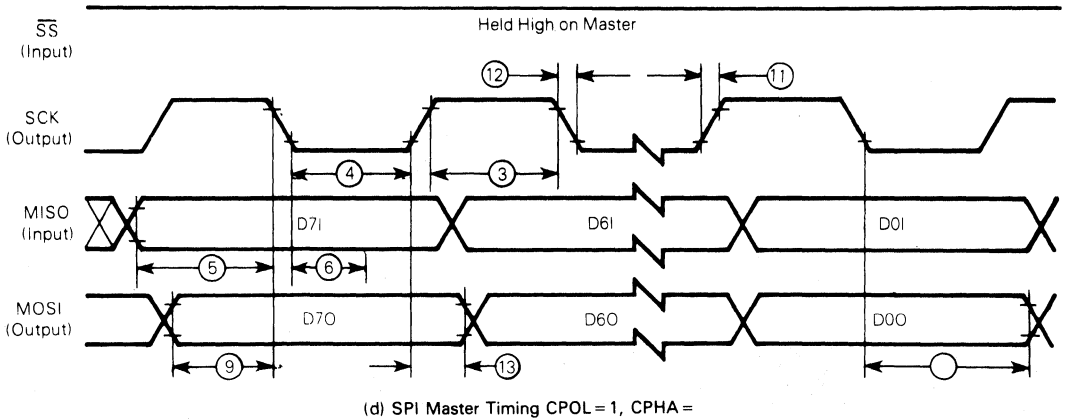 SS
(Input)
Held High on Master
12
11
SCK
(Output)
4
3
MISO
(Input)
D7I
D6I
D0I
5
6
MOSI
(Output)
D7O
D6O
D0O
9
13
(d) SPI Master Timing CPOL = 1, CPHA =